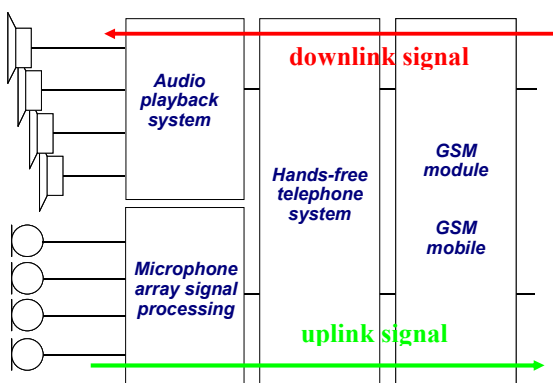 downlink signal
Audio
playback
system
Hands-free
telephone
system
GSM
module
GSM
mobile
Microphone
array signal
processing
uplink signal